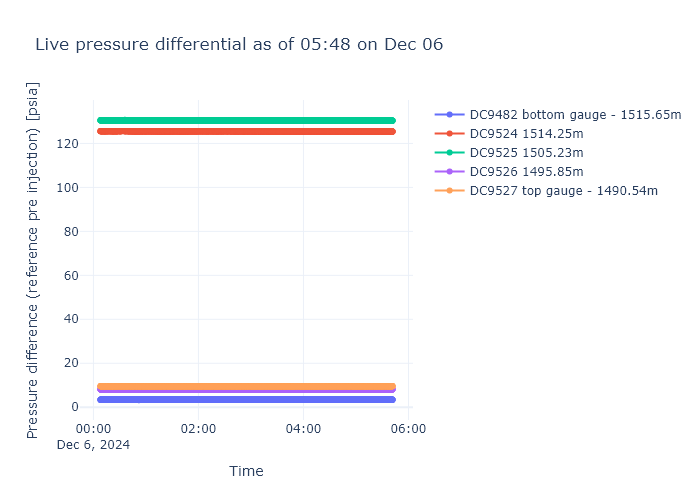 Live pressure differential as of 05:48 on Dec 06
Pressure difference (reference pre injection) [psia]
120
100
80
60
40
20
0
00:00
02:00
04:00
06:00
Dec 6, 2024
Time
DC9482 bottom gauge - 1515.65m
DC9524 1514.25m
DC9525 1505.23m
DC9526 1495.85m
DC9527 top gauge - 1490.54m